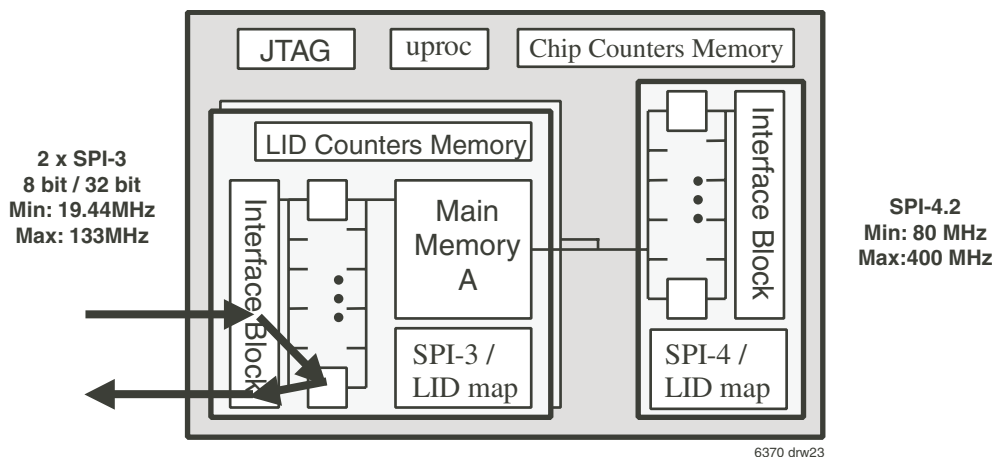 JTAG
uproc
Chip Counters Memory
2 x SPI-3
8 bit / 32 bit
Min: 19.44MHz
Max: 133MHz
LID Counters Memory
Interface Block
Main
Memory
A
SPI-3 /
LID map
Interface Block
SPI-4 /
LID map
SPI-4.2
Min: 80 MHz
Max:400 MHz
6370 drw23